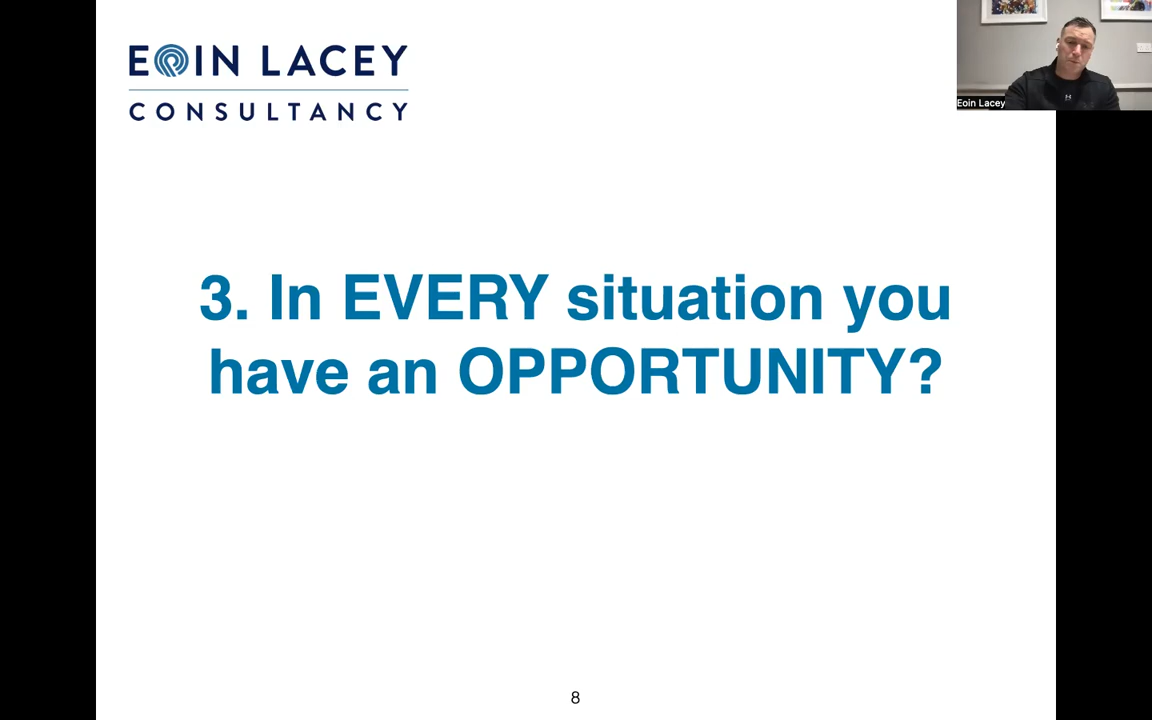 EOIN LACEY
CONSULTANCY
Eoin Lacey
3. In EVERY situation you
have an OPPORTUNITY?
8